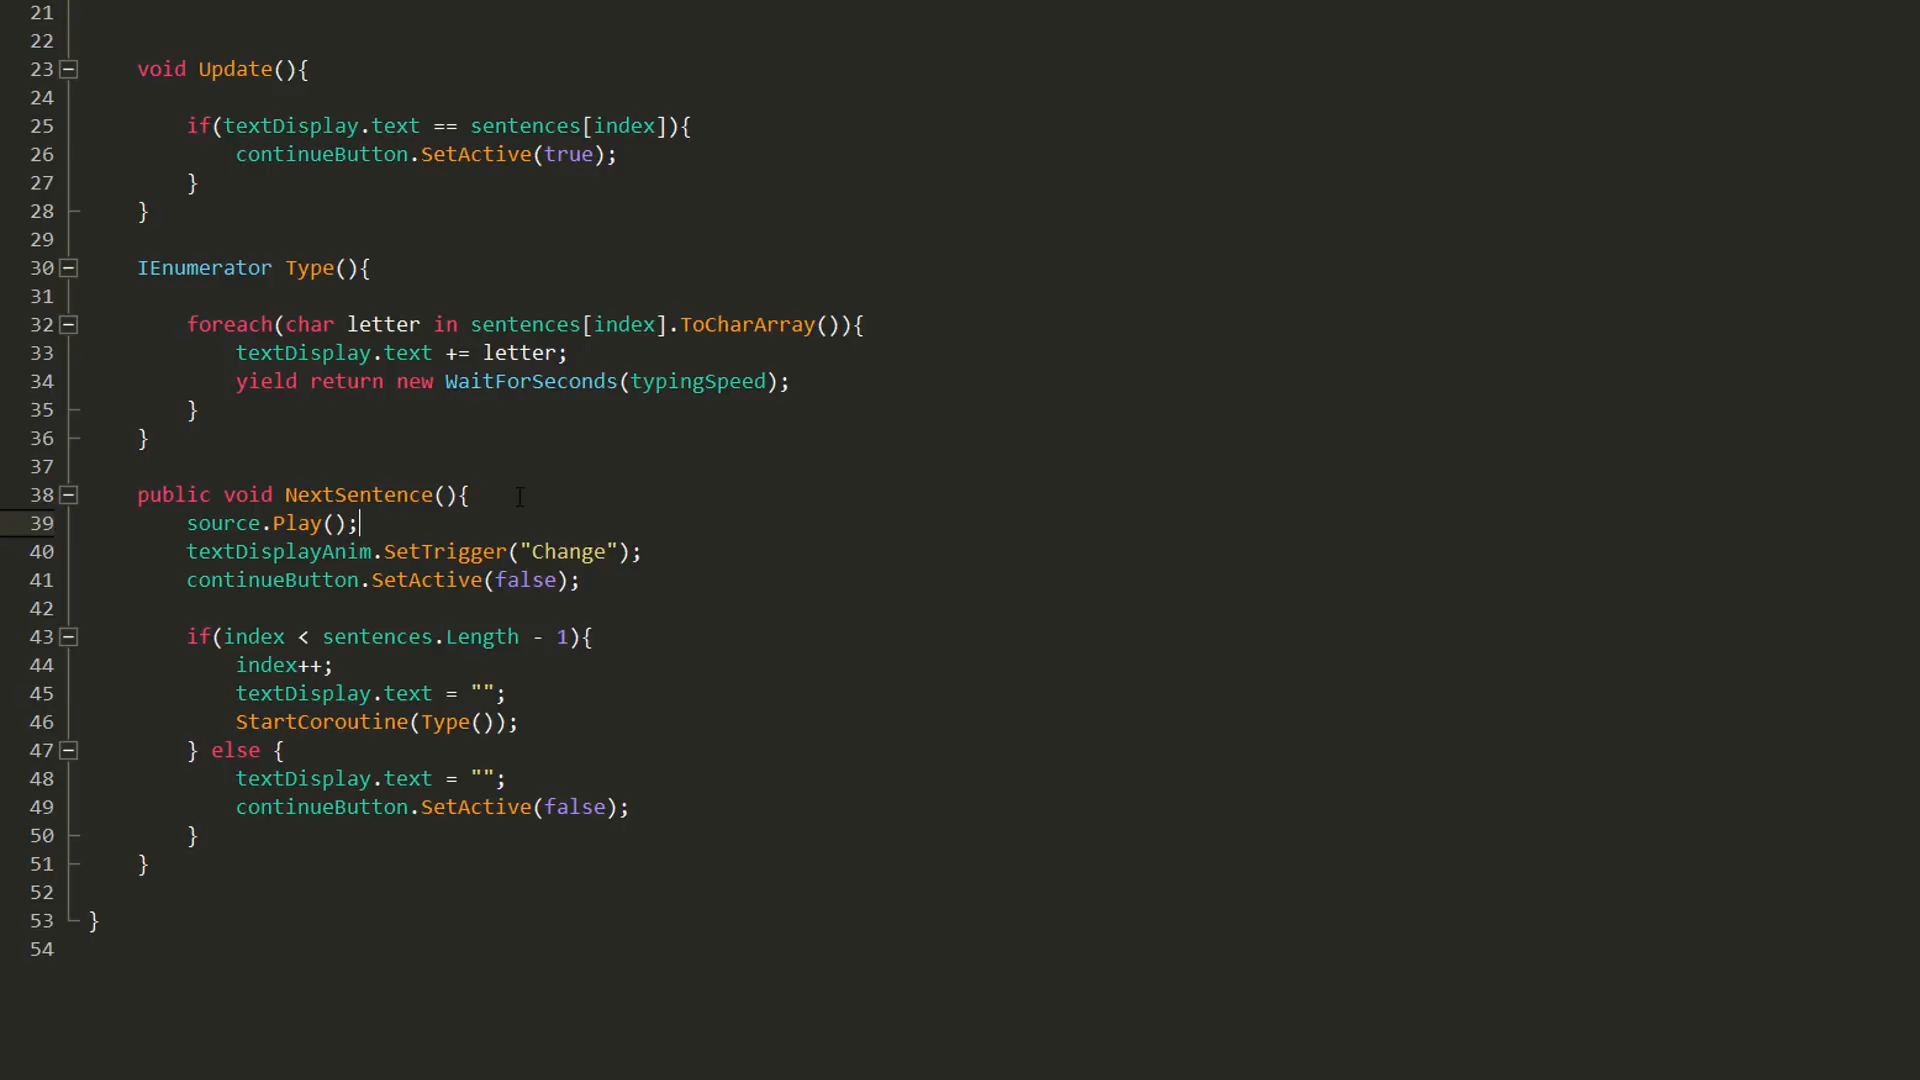 21
22
23 void Update(){
24
25 if(textDisplay.text == sentences[index]){
26 continueButton.SetActive(true);
27 }
28 }
29
30 IEnumerator Type(){
31
32 foreach(char letter in sentences[index].ToCharArray()){
33 textDisplay.text += letter;
34 yield return new WaitForSeconds(typingSpeed);
35 }
36 }
37
38 public void NextSentence(){
39 source.Play();
40 textDisplayAnim.SetTrigger("Change");
41 continueButton.SetActive(false);
42
43 if(index < sentences.Length - 1){
44 index++;
45 textDisplay.text = "";
46 StartCoroutine(Type());
47 } else {
48 textDisplay.text = "";
49 continueButton.SetActive(false);
50 }
51 }
52
53 }
54